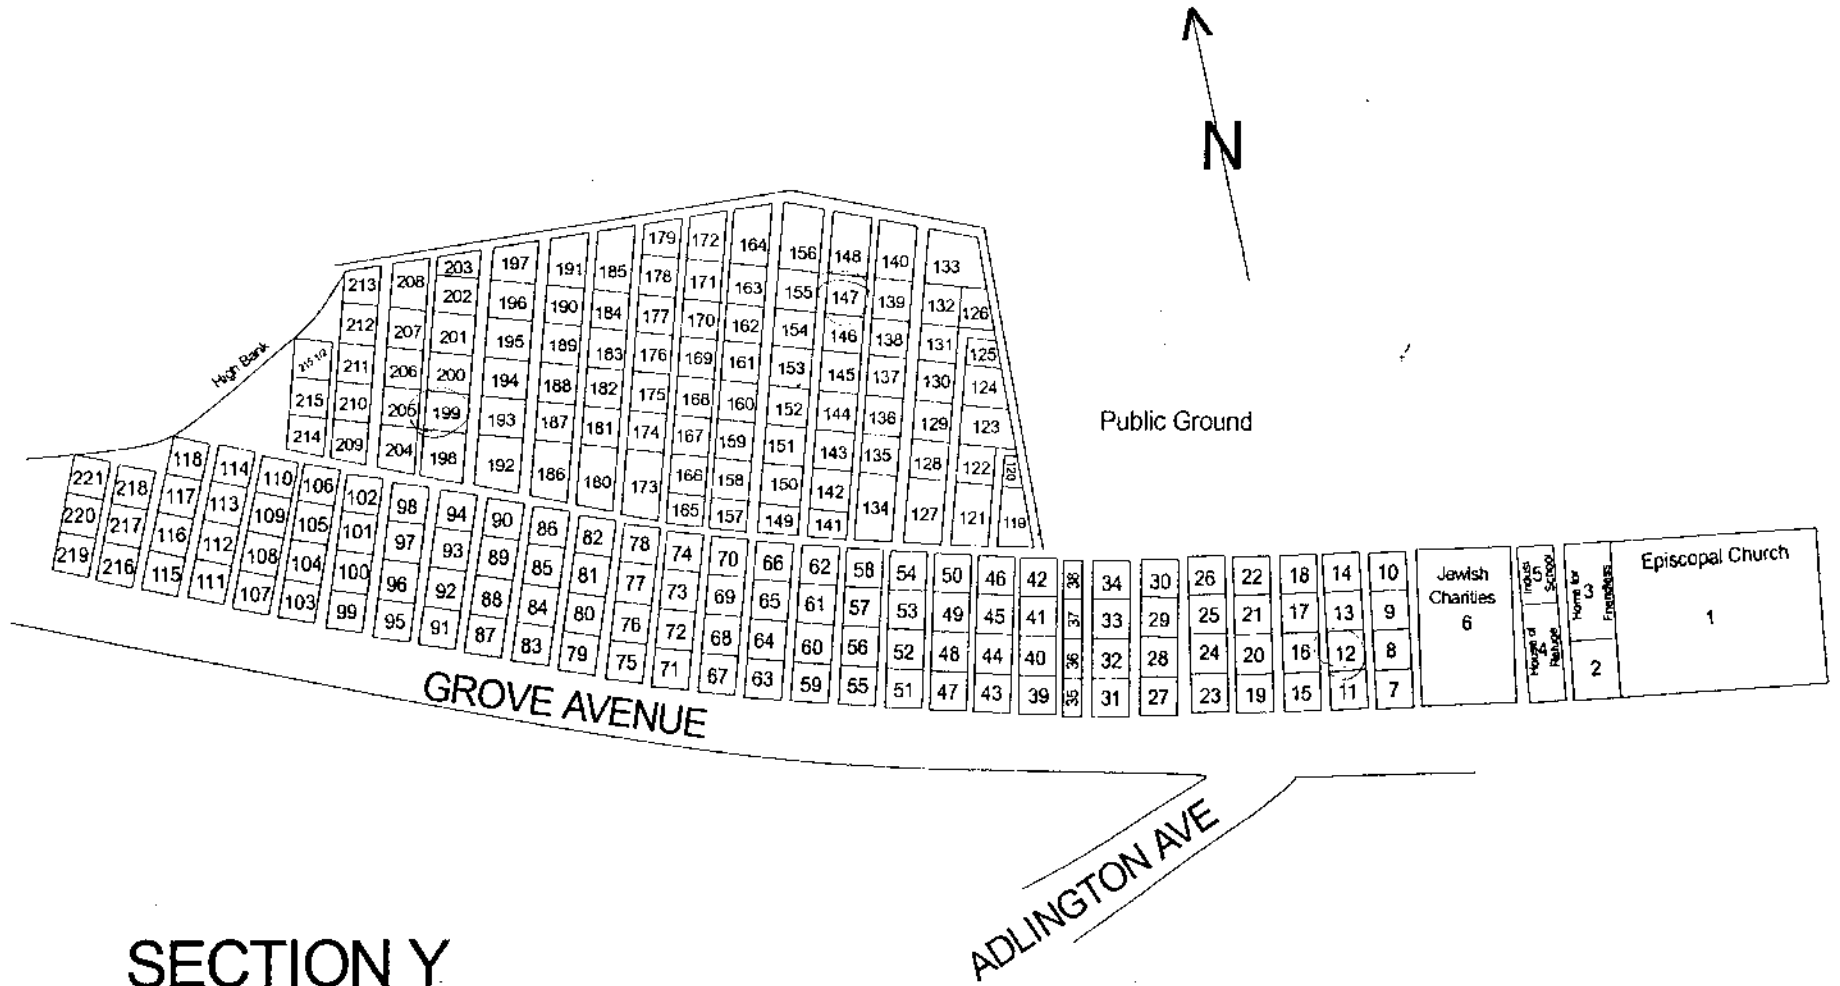 N
179 172 164 156 148 140 133
213 208 203 197 191 185 178 171 163 155 147 139 132 126
212 207 202 196 190 184 177 170 162 154 146 138 131 125
High Bank
215 1/2 211 206 201 195 189 183 176 169 161 153 145 137 130 124
215 210 205 200 194 188 182 175 168 160 152 144 136 129 123
214 209 204 199 193 187 181 174 167 159 151 143 135 128 122 120
198 192 186 180 173 166 158 150 142 134 127 121 119
165 157 149 141
Public Ground
221 218 118 114 110 106 102 98 94 90 86 82 78 74 70 66 62 58 54 50 46 42 38 34 30 26 22 18 14 10
220 217 117 113 109 105 101 97 93 89 85 81 77 73 69 65 61 57 53 49 45 41 37 33 29 25 21 17 13 9
219 216 116 112 108 104 100 96 92 88 84 80 76 72 68 64 60 56 52 48 44 40 36 32 28 24 20 16 12 8
115 111 107 103 99 95 91 87 83 79 75 71 67 63 59 55 51 47 43 39 35 31 27 23 19 15 11 7
Jewish
Charities
6
5
School
House of
Refuge
Home for
3
Friendless
2
Episcopal Church
1
GROVE AVENUE
ADLINGTON AVE
SECTION Y